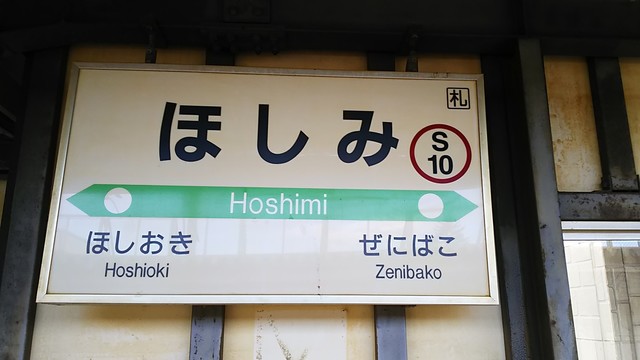 札
ほしみ
S
10
Hoshimi
ほしおき
Hoshioki
ぜにばこ
Zenibako